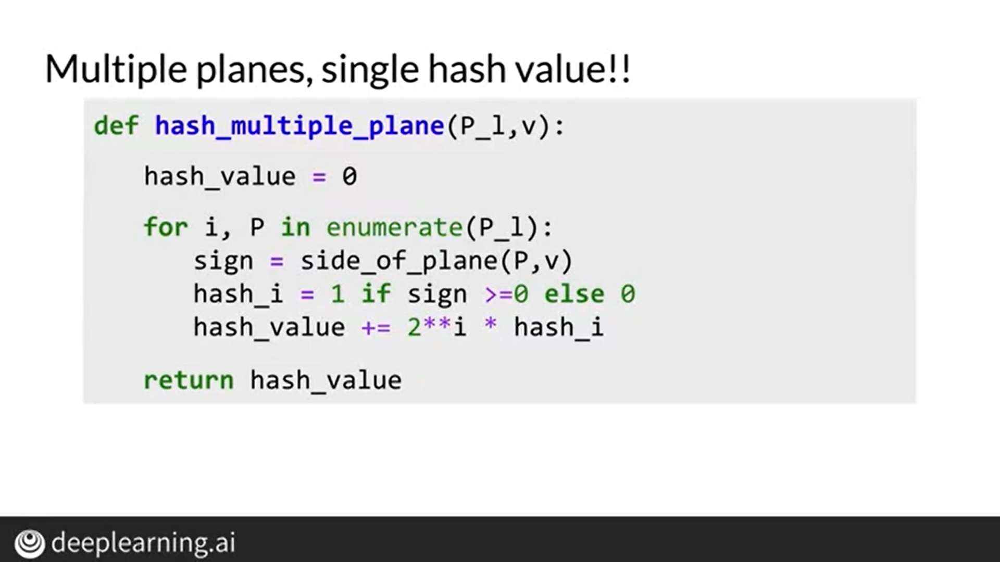 Multiple planes, single hash value!!
def hash_multiple_plane(P_l,v):
hash_value = 0
for i, P in enumerate(P_l):
sign = side_of_plane(P,v)
hash_i = 1 if sign >=0 else 0
hash_value += 2**i * hash_i
return hash_value
deeplearning.ai